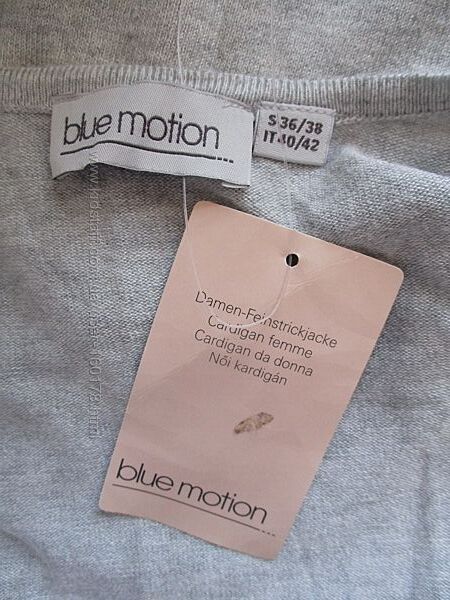 blue motion
S 36/38
IT 40/42
Damen-Feinstrickjacke
Cardigan femme
Cardigan da donna
Női kardigán
blue motion